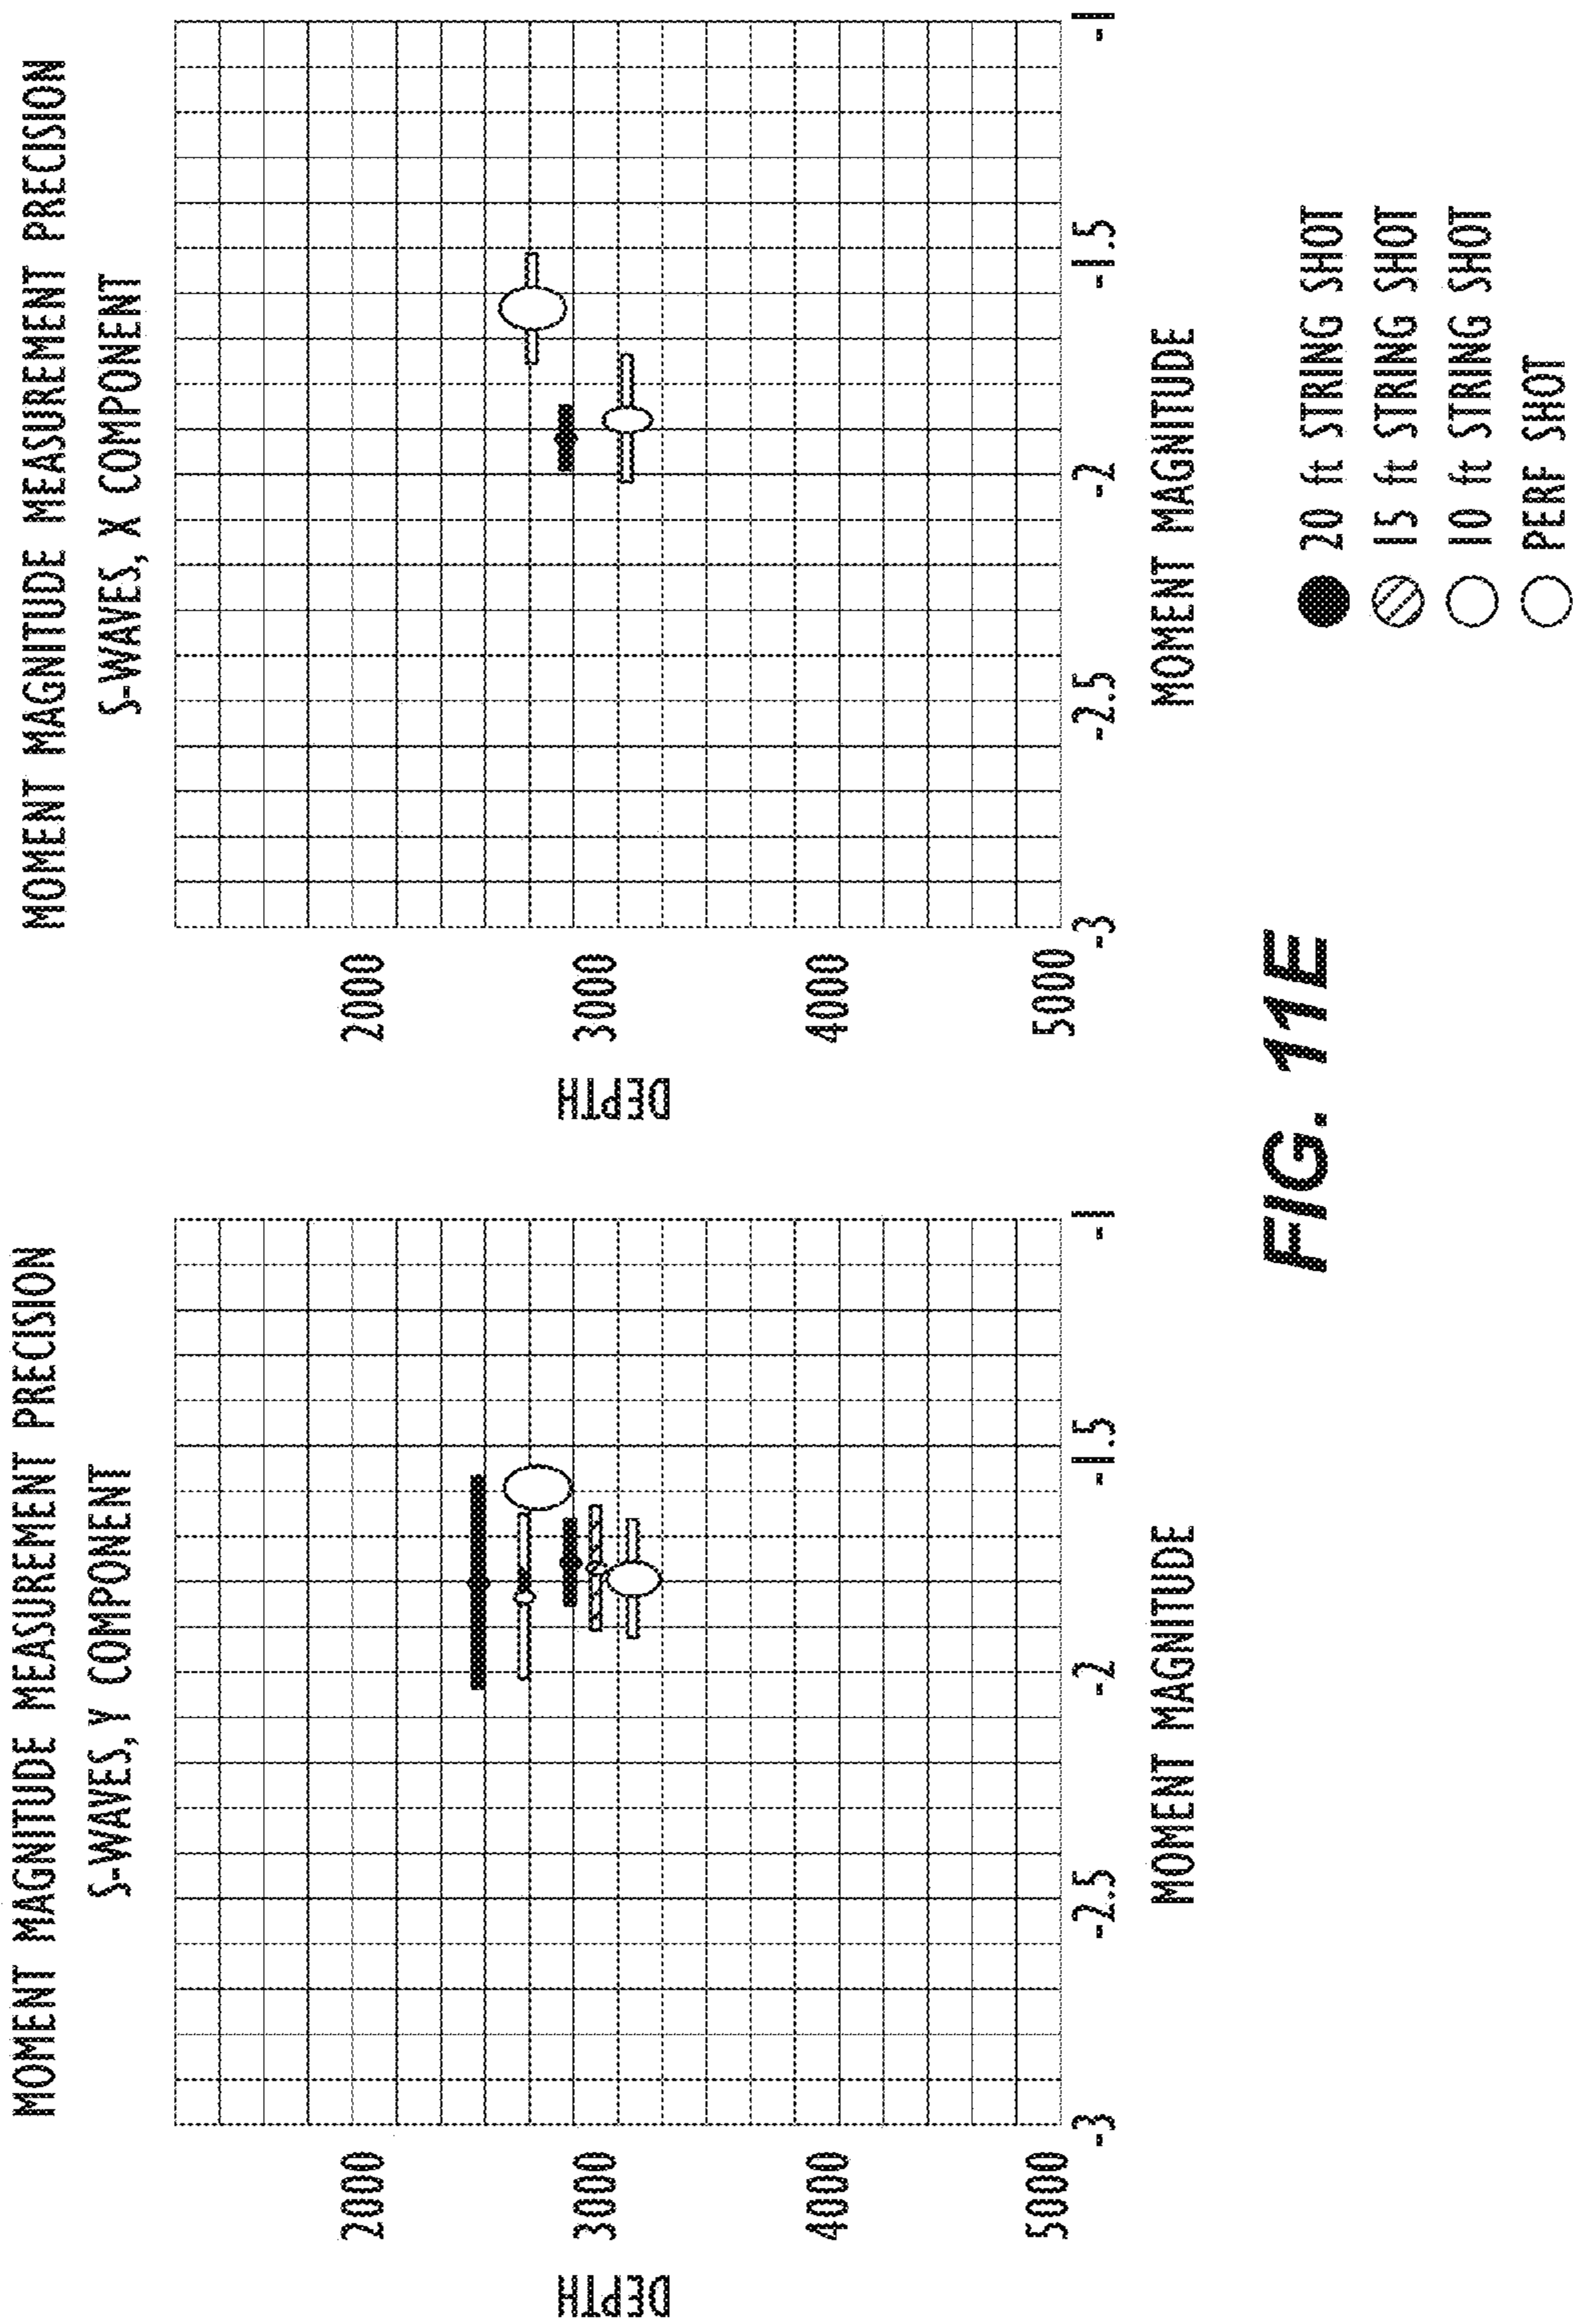 MOMENT MAGNITUDE MEASUREMENT PRECISION
S-WAVES, Y COMPONENT
DEPTH
2000
3000
4000
5000
-3
-2.5
-2
-1.5
-1
MOMENT MAGNITUDE
MOMENT MAGNITUDE MEASUREMENT PRECISION
S-WAVES, X COMPONENT
DEPTH
2000
3000
4000
5000
-3
-2.5
-2
-1.5
-1
MOMENT MAGNITUDE
20 ft STRING SHOT
15 ft STRING SHOT
10 ft STRING SHOT
PERF SHOT
FIG. 11E